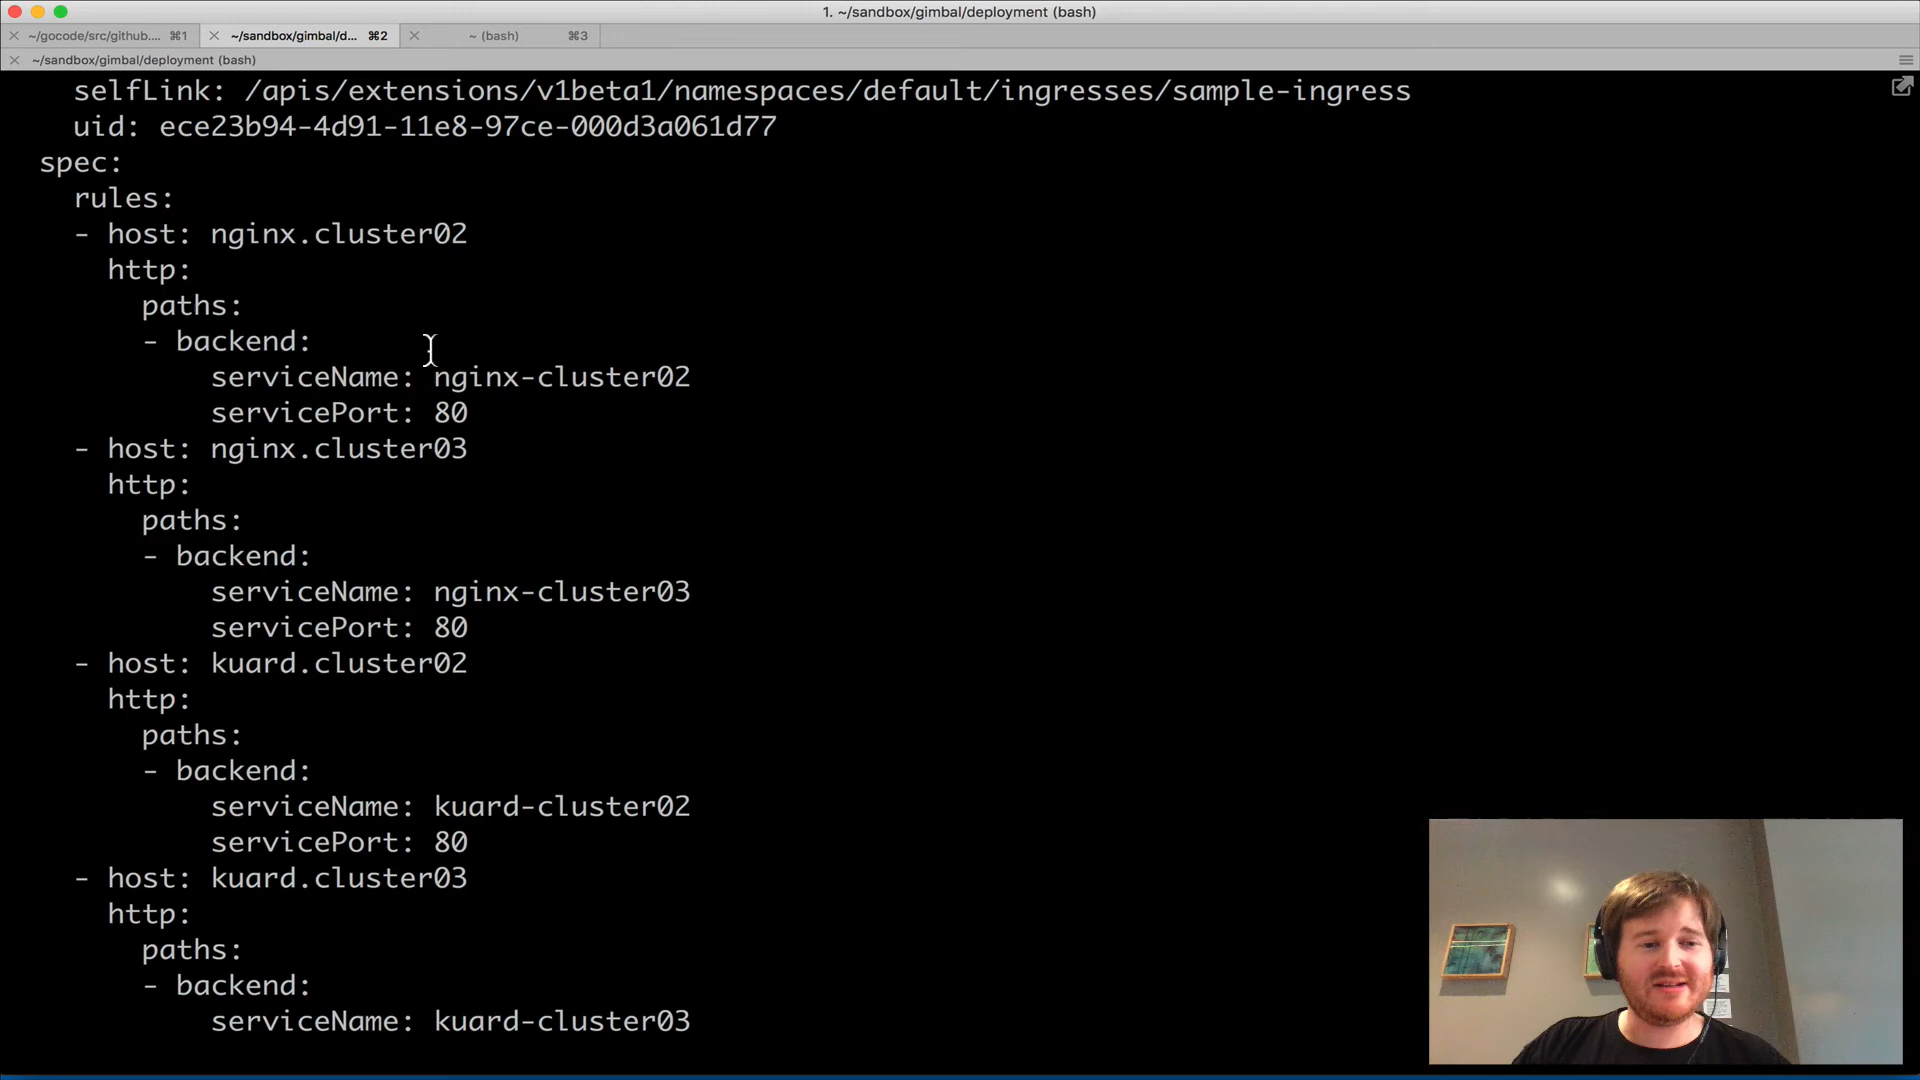 1. ~/sandbox/gimbal/deployment (bash)
~/gocode/src/github.... ⌘1
~/sandbox/gimbal/d... ⌘2
~ (bash) ⌘3
~/sandbox/gimbal/deployment (bash)
selfLink: /apis/extensions/v1beta1/namespaces/default/ingresses/sample-ingress
uid: ece23b94-4d91-11e8-97ce-000d3a061d77
spec:
rules:
- host: nginx.cluster02
http:
paths:
- backend:
serviceName: nginx-cluster02
servicePort: 80
- host: nginx.cluster03
http:
paths:
- backend:
serviceName: nginx-cluster03
servicePort: 80
- host: kuard.cluster02
http:
paths:
- backend:
serviceName: kuard-cluster02
servicePort: 80
- host: kuard.cluster03
http:
paths:
- backend:
serviceName: kuard-cluster03